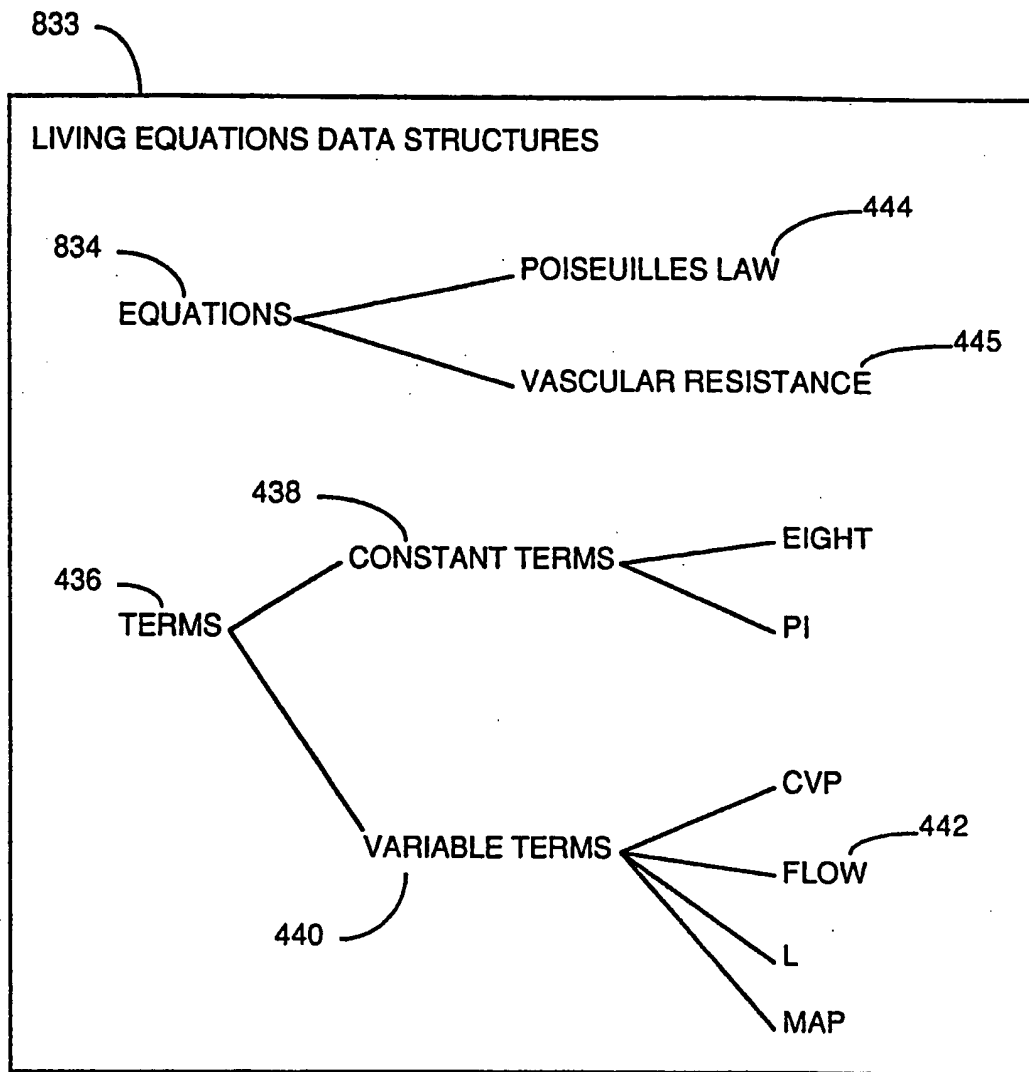 833
LIVING EQUATIONS DATA STRUCTURES
444
834
POISEUILLES LAW
EQUATIONS
445
VASCULAR RESISTANCE
438
EIGHT
CONSTANT TERMS
436
TERMS
PI
CVP
442
VARIABLE TERMS
FLOW
440
L
MAP